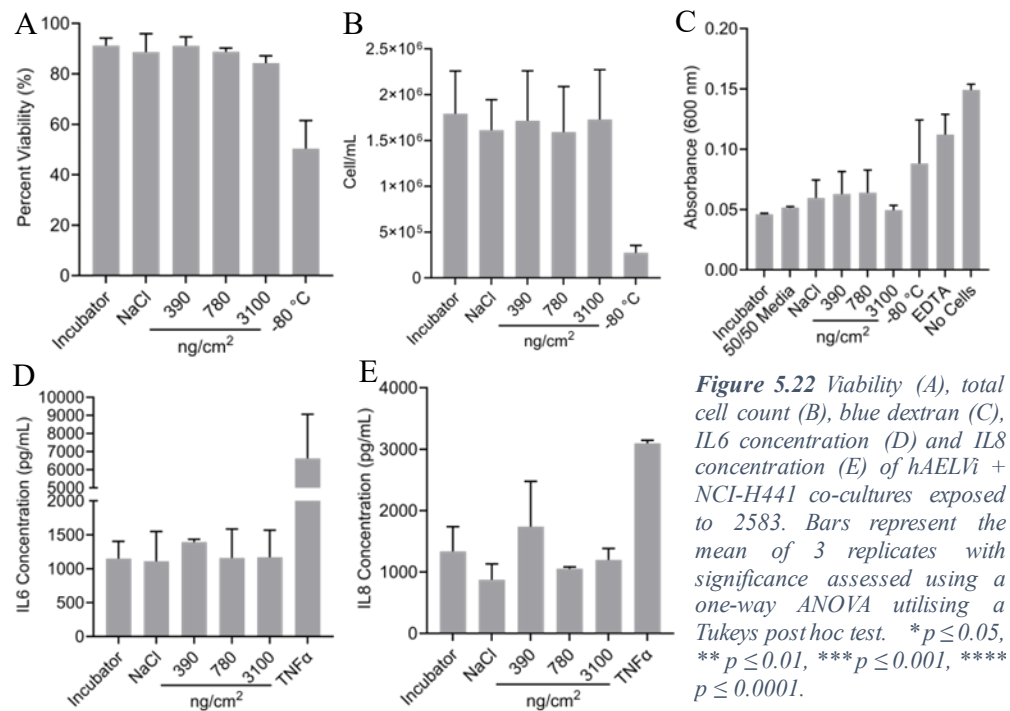 A
Percent Viability (%)
100
80
60
40
20
0
Incubator
NaCl
390
780
3100
-80 °C
ng/cm²
B
Cell/mL
2.5×10⁶
2×10⁶
1.5×10⁶
1×10⁶
5×10⁵
0
Incubator
NaCl
390
780
3100
-80 °C
ng/cm²
C
Absorbance (600 nm)
0.20
0.15
0.10
0.05
0.00
Incubator
50/50 Media
NaCl
390
780
3100
-80 °C
EDTA
No Cells
ng/cm²
D
IL6 Concentration (pg/mL)
10000
9000
8000
7000
6000
5000
2000
1500
1000
500
0
Incubator
NaCl
390
780
3100
TNFα
ng/cm²
E
IL8 Concentration (pg/mL)
4000
3000
2000
1000
0
Incubator
NaCl
390
780
3100
TNFα
ng/cm²
Figure 5.22 Viability (A), total
cell count (B), blue dextran (C),
IL6 concentration (D) and IL8
concentration (E) of hAELVi +
NCI-H441 co-cultures exposed
to 2583. Bars represent the
mean of 3 replicates with
significance assessed using a
one-way ANOVA utilising a
Tukeys post hoc test. * p ≤ 0.05,
** p ≤ 0.01, *** p ≤ 0.001, ****
p ≤ 0.0001.